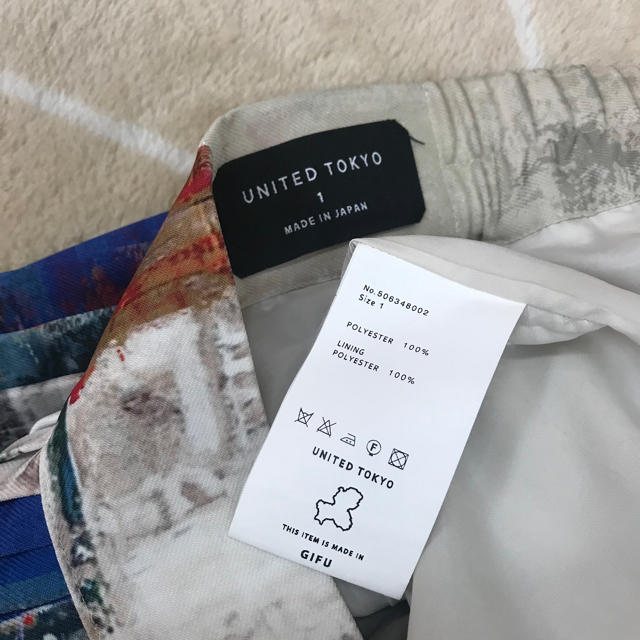 UNITED TOKYO
1
MADE IN JAPAN
No.506348002
Size 1
POLYESTER 100%
LINING
POLYESTER 100%
F
UNITED TOKYO
THIS ITEM IS MADE IN
GIFU